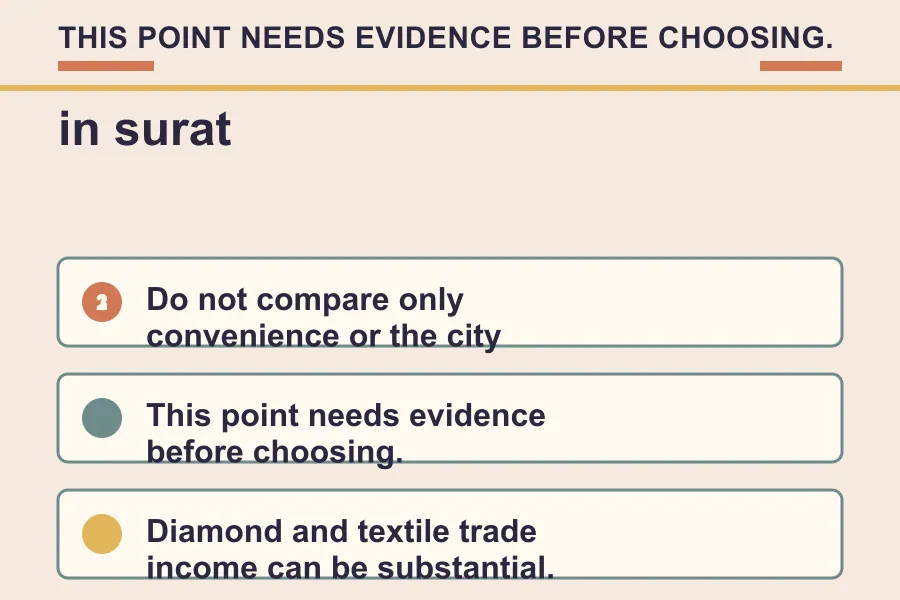 THIS POINT NEEDS EVIDENCE BEFORE CHOOSING.
in surat
Do not compare only
convenience or the city
This point needs evidence
before choosing.
Diamond and textile trade
income can be substantial.